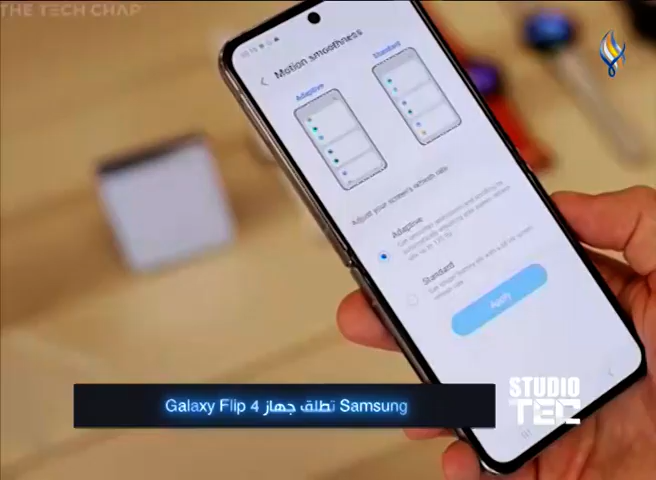 THE TECH CHAP
Motion smoothness
Adaptive
Standard
Adjust your screen's refresh rate.
Adaptive
Standard
Apply
Samsung تطلق جهاز Galaxy Flip 4
STUDIO
TEC